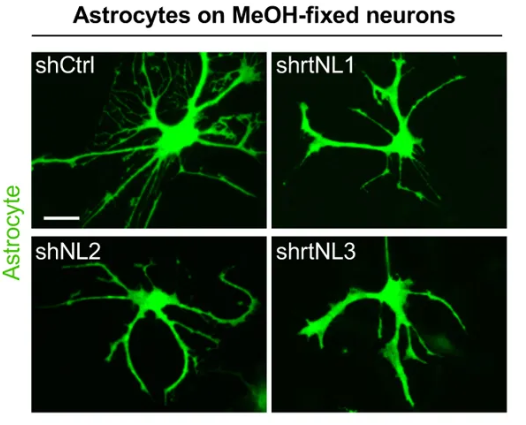 Astrocytes on MeOH-fixed neurons
shCtrl
shrtNL1
Astrocyte
shNL2
shrtNL3